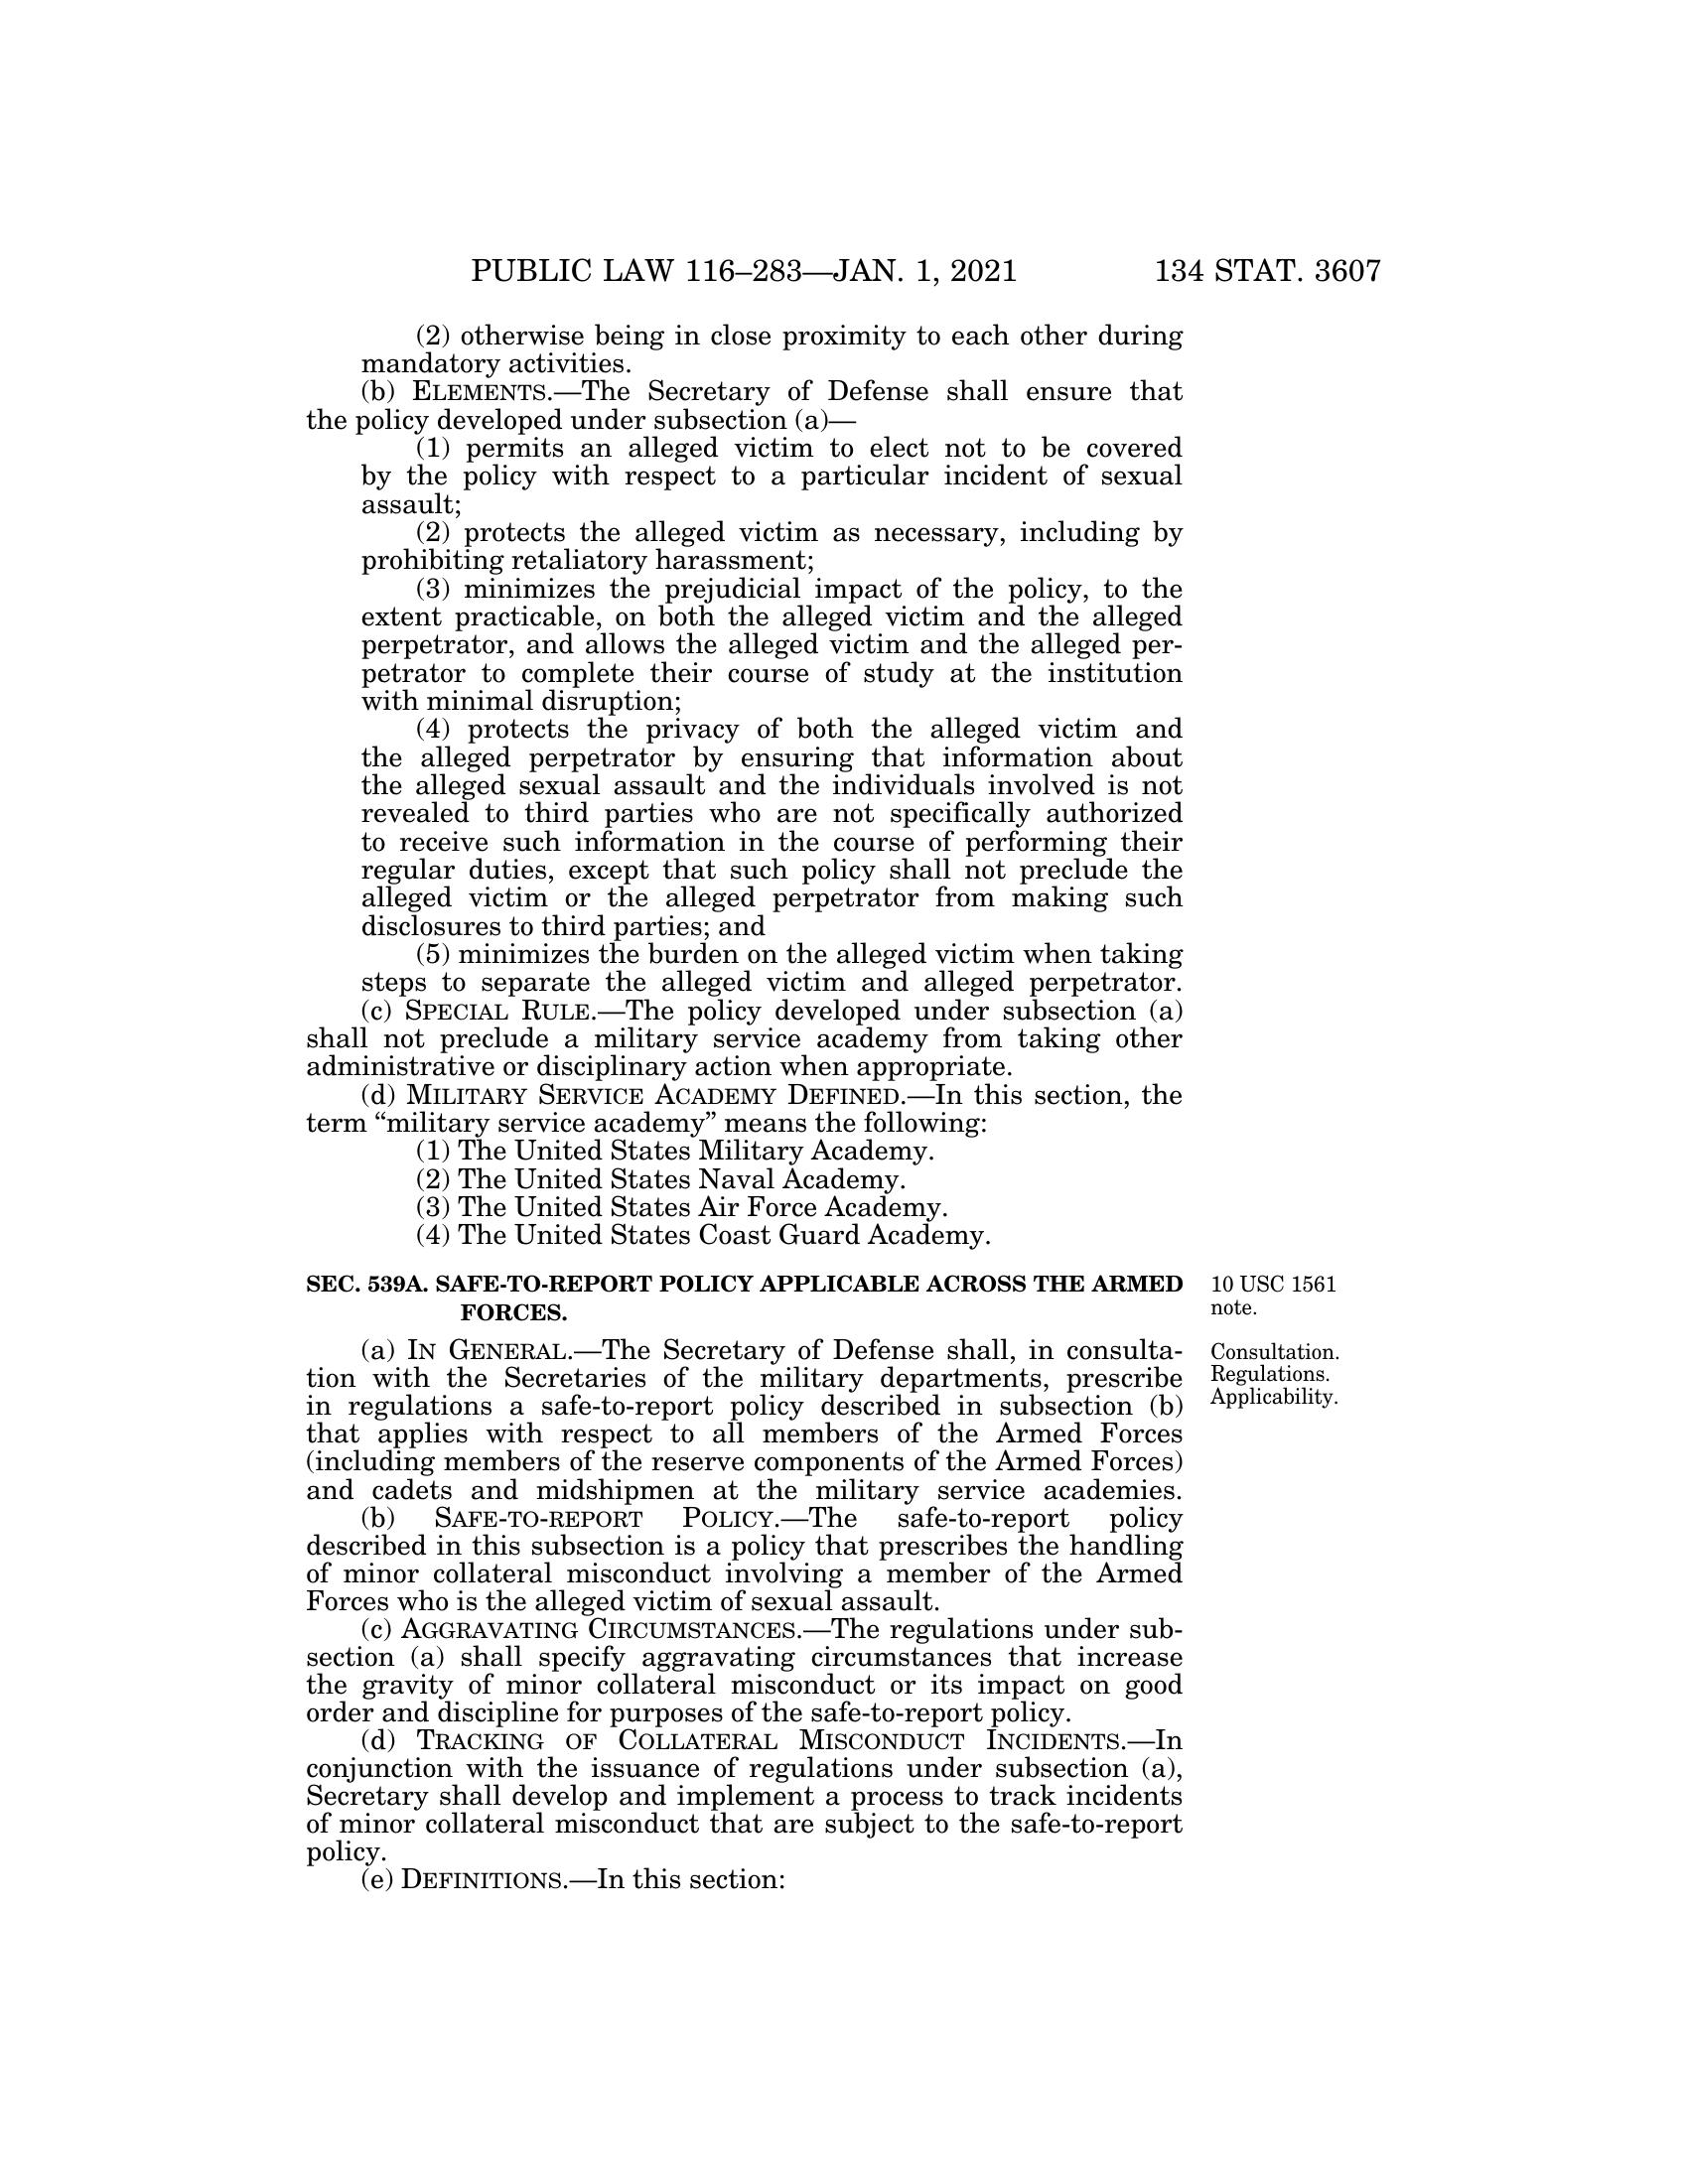 PUBLIC LAW 116–283—JAN. 1, 2021 134 STAT. 3607
(2) otherwise being in close proximity to each other during
mandatory activities.
(b) ELEMENTS.—The Secretary of Defense shall ensure that
the policy developed under subsection (a)—
(1) permits an alleged victim to elect not to be covered
by the policy with respect to a particular incident of sexual
assault;
(2) protects the alleged victim as necessary, including by
prohibiting retaliatory harassment;
(3) minimizes the prejudicial impact of the policy, to the
extent practicable, on both the alleged victim and the alleged
perpetrator, and allows the alleged victim and the alleged per-
petrator to complete their course of study at the institution
with minimal disruption;
(4) protects the privacy of both the alleged victim and
the alleged perpetrator by ensuring that information about
the alleged sexual assault and the individuals involved is not
revealed to third parties who are not specifically authorized
to receive such information in the course of performing their
regular duties, except that such policy shall not preclude the
alleged victim or the alleged perpetrator from making such
disclosures to third parties; and
(5) minimizes the burden on the alleged victim when taking
steps to separate the alleged victim and alleged perpetrator.
(c) SPECIAL RULE.—The policy developed under subsection (a)
shall not preclude a military service academy from taking other
administrative or disciplinary action when appropriate.
(d) MILITARY SERVICE ACADEMY DEFINED.—In this section, the
term “military service academy” means the following:
(1) The United States Military Academy.
(2) The United States Naval Academy.
(3) The United States Air Force Academy.
(4) The United States Coast Guard Academy.
SEC. 539A. SAFE-TO-REPORT POLICY APPLICABLE ACROSS THE ARMED
FORCES.
10 USC 1561
note.
(a) IN GENERAL.—The Secretary of Defense shall, in consulta-
tion with the Secretaries of the military departments, prescribe
in regulations a safe-to-report policy described in subsection (b)
that applies with respect to all members of the Armed Forces
(including members of the reserve components of the Armed Forces)
and cadets and midshipmen at the military service academies.
Consultation.
Regulations.
Applicability.
(b) SAFE-TO-REPORT POLICY.—The safe-to-report policy
described in this subsection is a policy that prescribes the handling
of minor collateral misconduct involving a member of the Armed
Forces who is the alleged victim of sexual assault.
(c) AGGRAVATING CIRCUMSTANCES.—The regulations under sub-
section (a) shall specify aggravating circumstances that increase
the gravity of minor collateral misconduct or its impact on good
order and discipline for purposes of the safe-to-report policy.
(d) TRACKING OF COLLATERAL MISCONDUCT INCIDENTS.—In
conjunction with the issuance of regulations under subsection (a),
Secretary shall develop and implement a process to track incidents
of minor collateral misconduct that are subject to the safe-to-report
policy.
(e) DEFINITIONS.—In this section: